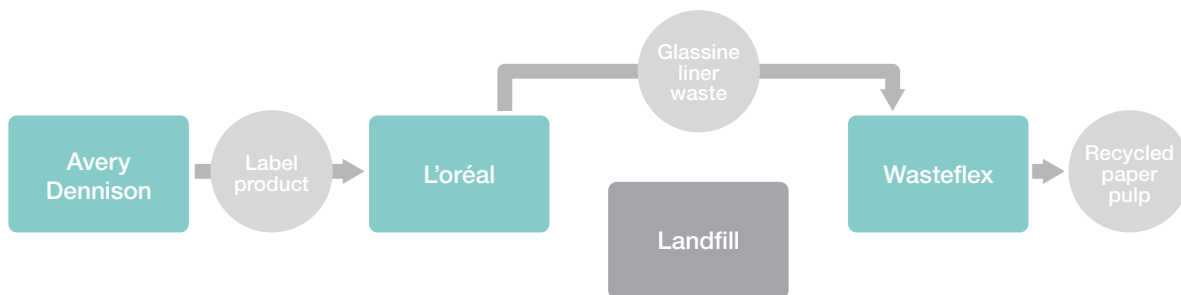 Avery
Dennison
Label
product
L'oréal
Glassine
liner
waste
Landfill
Wasteflex
Recycled
paper
pulp